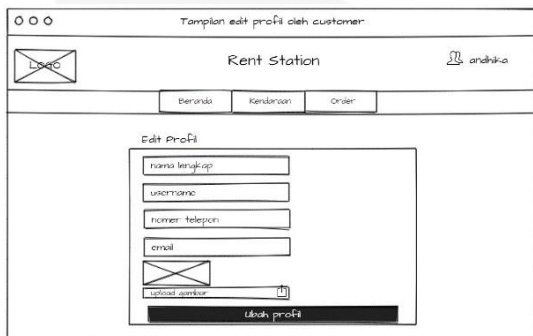 Tampilan edit profil oleh customer
LOGO
Rent Station
andhika
Beranda
Kendaraan
Order
Edit Profil
nama lengkap
username
nomer telepon
email
upload gambar
Ubah profil